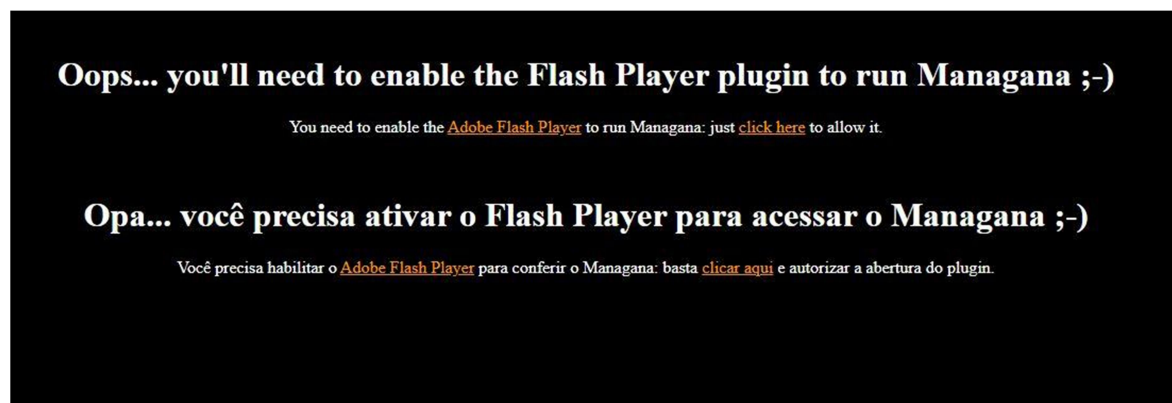 Oops... you'll need to enable the Flash Player plugin to run Managana ;-)
You need to enable the Adobe Flash Player to run Managana: just click here to allow it.
Opa... você precisa ativar o Flash Player para acessar o Managana ;-)
Você precisa habilitar o Adobe Flash Player para conferir o Managana: basta clicar aqui e autorizar a abertura do plugin.